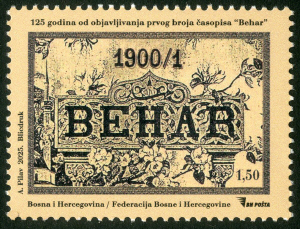 125 godina od objavljivanja prvog broja časopisa "Behar"
1900/1
BEHAR
1,50
A. Pilav 2025. Blicdruk
Bosna i Hercegovina / Federacija Bosne i Hercegovine
BH POŠTA